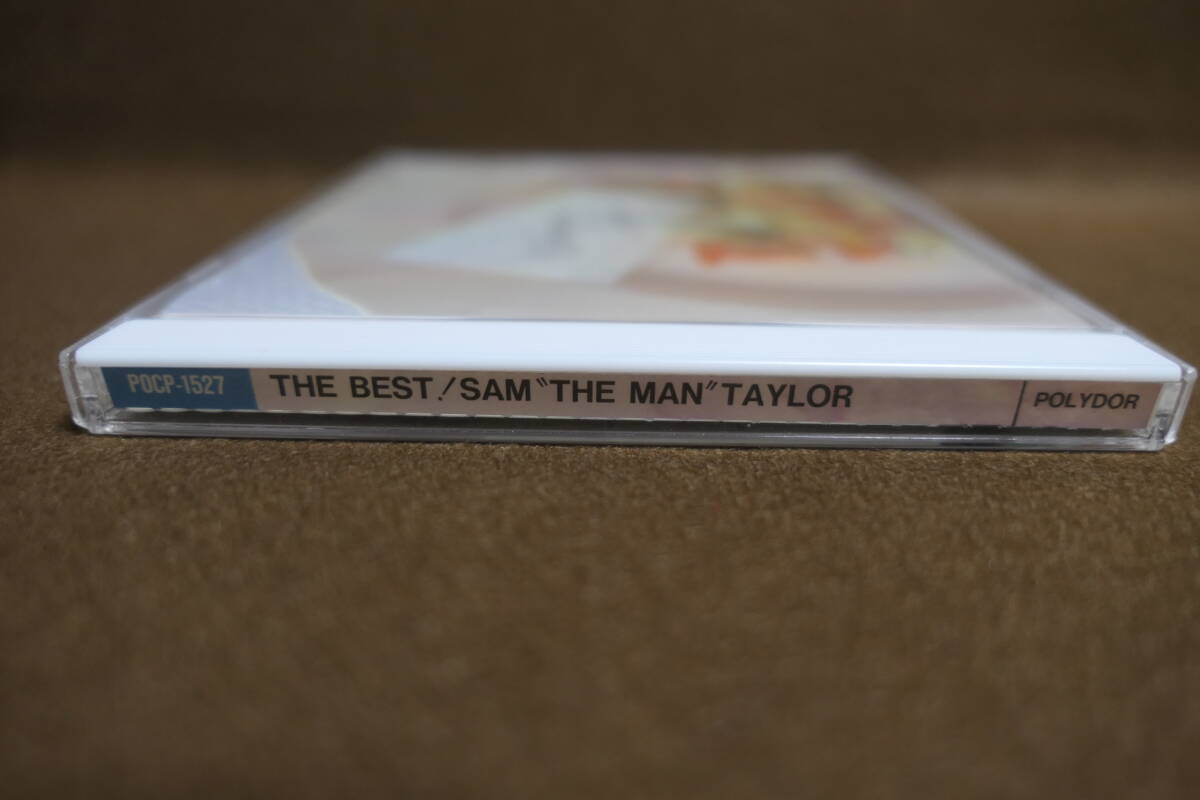 POCP-1527 THE BEST!/SAM "THE MAN" TAYLOR POLYDOR